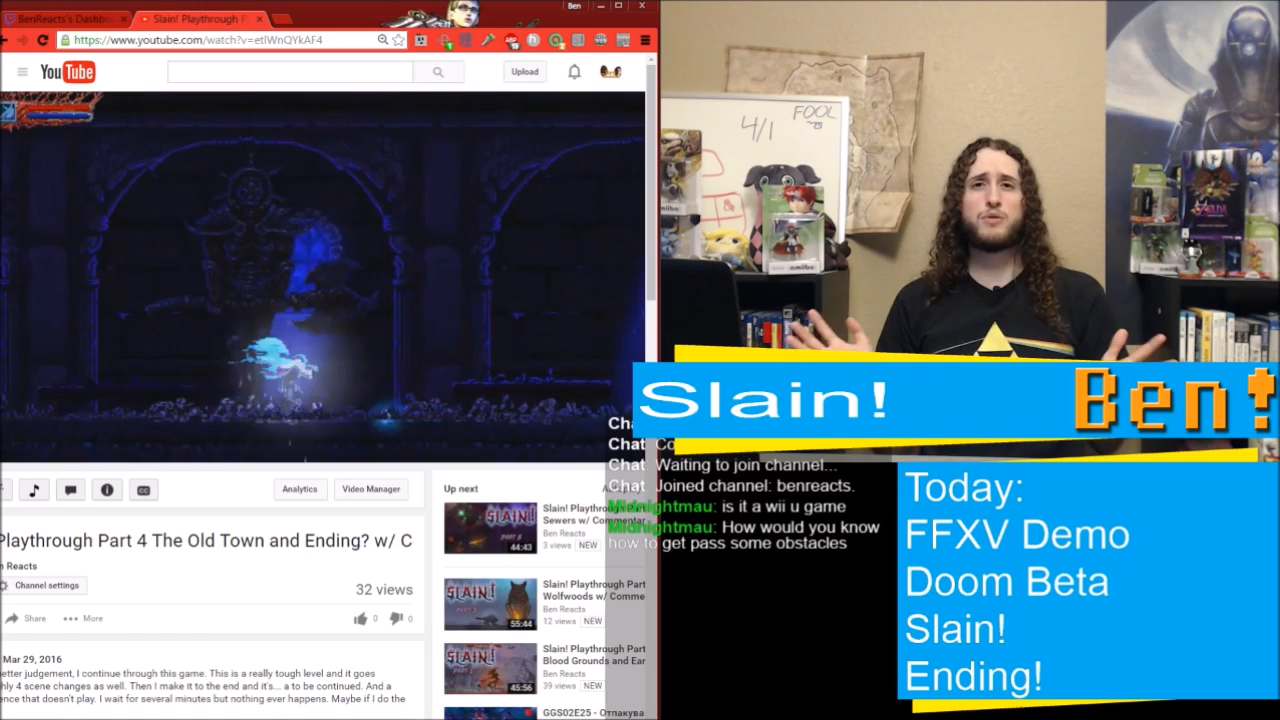 BenReacts's Dashbo
Slain! Playthrough P
Ben
https://www.youtube.com/watch?v=etlWnQYkAF4
YouTube
Upload
Analytics
Video Manager
Playthrough Part 4 The Old Town and Ending? w/ C
n Reacts
Channel settings
32 views
Share
More
0
0
Mar 29, 2016
etter judgement, I continue through this game. This is a really tough level and it goes
hly 4 scene changes as well. Then I make it to the end and it's... a to be continued. And a
ence that doesn't play. I wait for several minutes but nothing ever happens. Maybe if I do the
Up next
SLAIN!
44:43
Slain! Playthroug
Sewers w/ Commentar
Ben Reacts
3 views NEW
SLAIN!
55:44
Slain! Playthrough Part
Wolfwoods w/ Comme
Ben Reacts
12 views NEW
SLAIN!
45:56
Slain! Playthrough Part
Blood Grounds and Ear
Ben Reacts
39 views NEW
GGS02E25 - Отпакува
4/1
FOOL
amiibo
Slain!
Ben!
Cha
Chat Co
Chat Waiting to join channel...
Chat Joined channel: benreacts.
Midnightmau: is it a wii u game
Midnightmau: How would you know
how to get pass some obstacles
Today:
FFXV Demo
Doom Beta
Slain!
Ending!